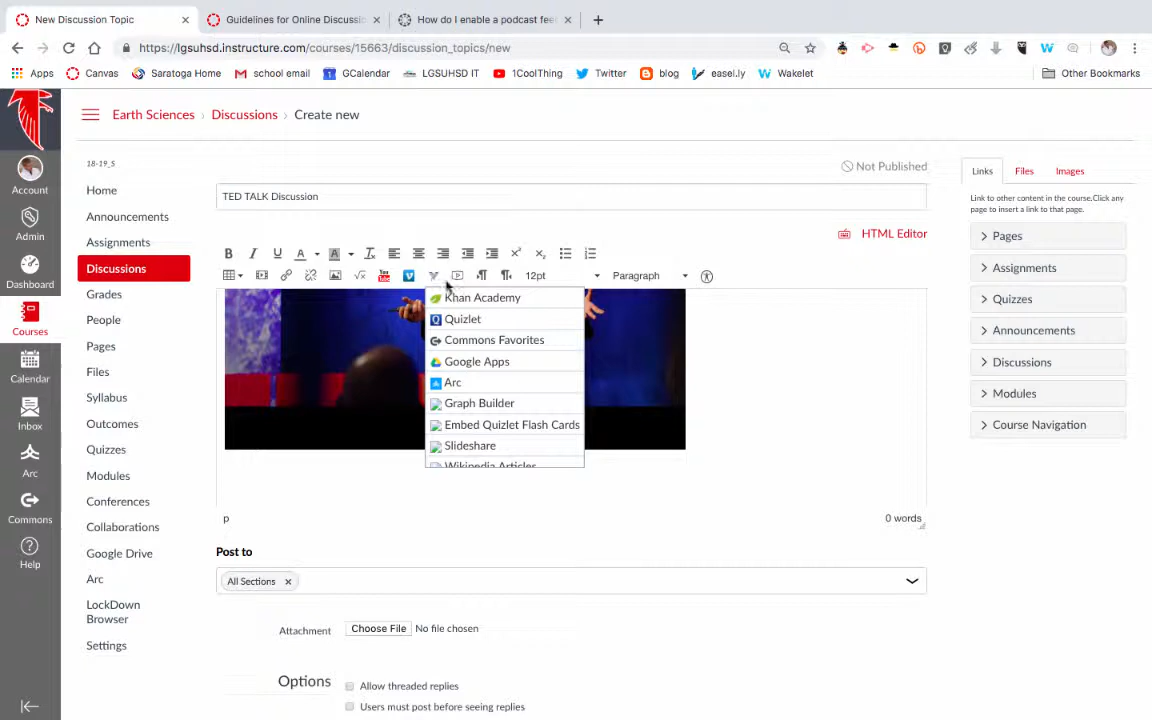 New Discussion Topic
Guidelines for Online Discussio
How do I enable a podcast fee
https://lgsuhsd.instructure.com/courses/15663/discussion_topics/new
Apps
Canvas
Saratoga Home
school email
GCalendar
LGSUHSD IT
1CoolThing
Twitter
blog
easel.ly
Wakelet
Other Bookmarks
Account
Admin
Dashboard
Courses
Calendar
Inbox
Arc
Commons
Help
Earth Sciences › Discussions › Create new
18-19_S
Home
Announcements
Assignments
Discussions
Grades
People
Pages
Files
Syllabus
Outcomes
Quizzes
Modules
Conferences
Collaborations
Google Drive
Arc
LockDown
Browser
Settings
Not Published
TED TALK Discussion
HTML Editor
12pt
Paragraph
Khan Academy
Quizlet
Commons Favorites
Google Apps
Arc
Graph Builder
Embed Quizlet Flash Cards
Slideshare
Wikipedia Articles
p
0 words
Post to
All Sections
Attachment
Choose File No file chosen
Options
Allow threaded replies
Users must post before seeing replies
Links
Files
Images
Link to other content in the course.Click any
page to insert a link to that page.
Pages
Assignments
Quizzes
Announcements
Discussions
Modules
Course Navigation